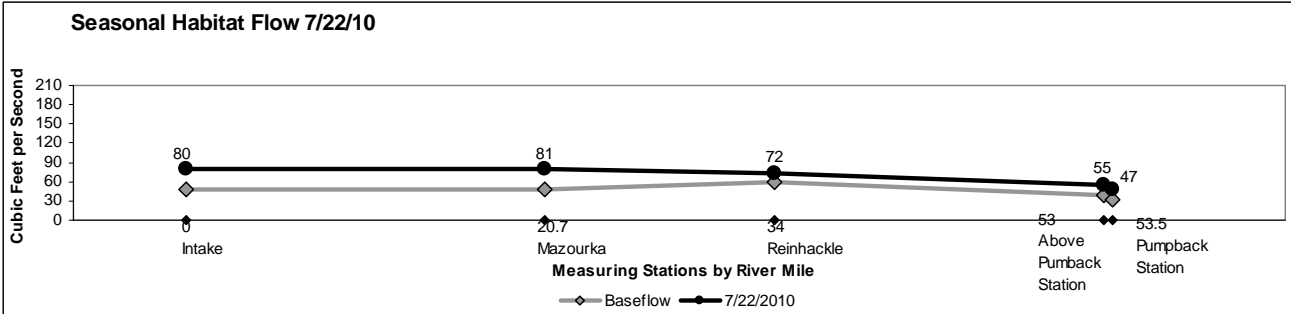 Seasonal Habitat Flow 7/22/10
Cubic Feet per Second
210
180
150
120
90
60
30
0
80
81
72
55
47
0
Intake
20.7
Mazourka
34
Reinhackle
53
Above
Pumback
Station
53.5
Pumpback
Station
Measuring Stations by River Mile
Baseflow
7/22/2010